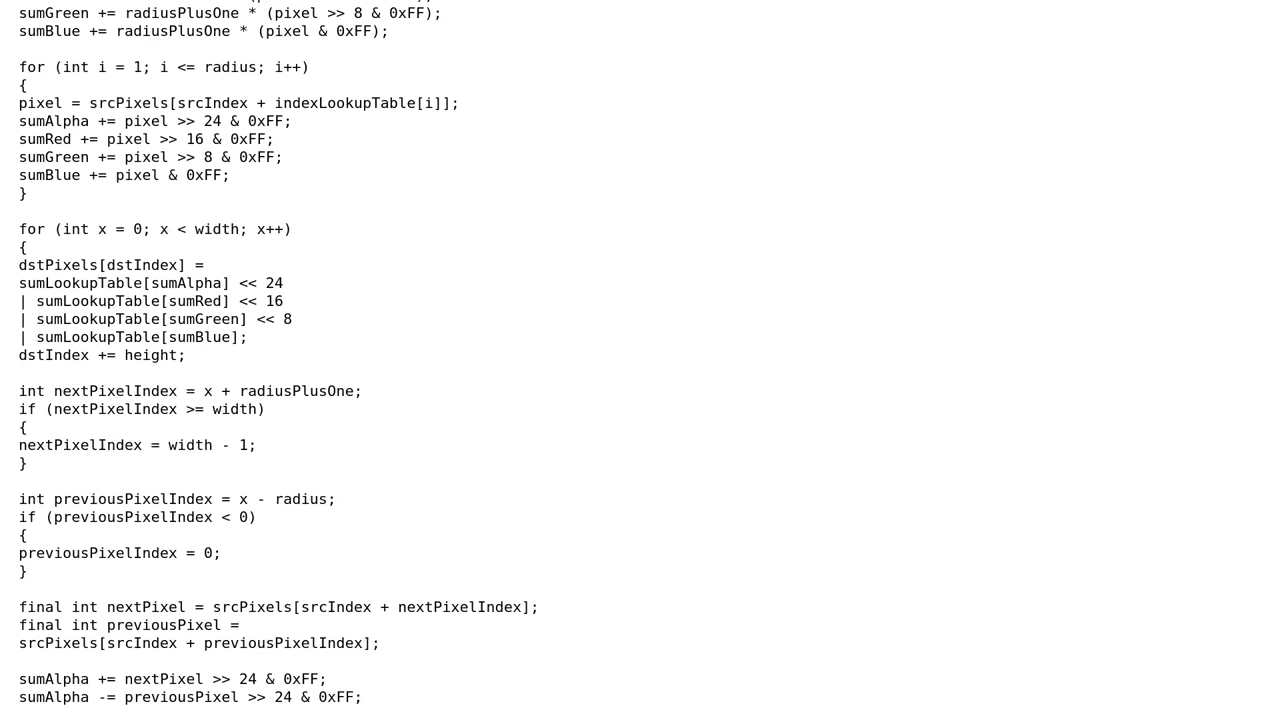 sumGreen += radiusPlusOne * (pixel >> 8 & 0xFF);
sumBlue += radiusPlusOne * (pixel & 0xFF);

for (int i = 1; i <= radius; i++)
{
pixel = srcPixels[srcIndex + indexLookupTable[i]];
sumAlpha += pixel >> 24 & 0xFF;
sumRed += pixel >> 16 & 0xFF;
sumGreen += pixel >> 8 & 0xFF;
sumBlue += pixel & 0xFF;
}

for (int x = 0; x < width; x++)
{
dstPixels[dstIndex] =
sumLookupTable[sumAlpha] << 24
| sumLookupTable[sumRed] << 16
| sumLookupTable[sumGreen] << 8
| sumLookupTable[sumBlue];
dstIndex += height;

int nextPixelIndex = x + radiusPlusOne;
if (nextPixelIndex >= width)
{
nextPixelIndex = width - 1;
}

int previousPixelIndex = x - radius;
if (previousPixelIndex < 0)
{
previousPixelIndex = 0;
}

final int nextPixel = srcPixels[srcIndex + nextPixelIndex];
final int previousPixel =
srcPixels[srcIndex + previousPixelIndex];

sumAlpha += nextPixel >> 24 & 0xFF;
sumAlpha -= previousPixel >> 24 & 0xFF;